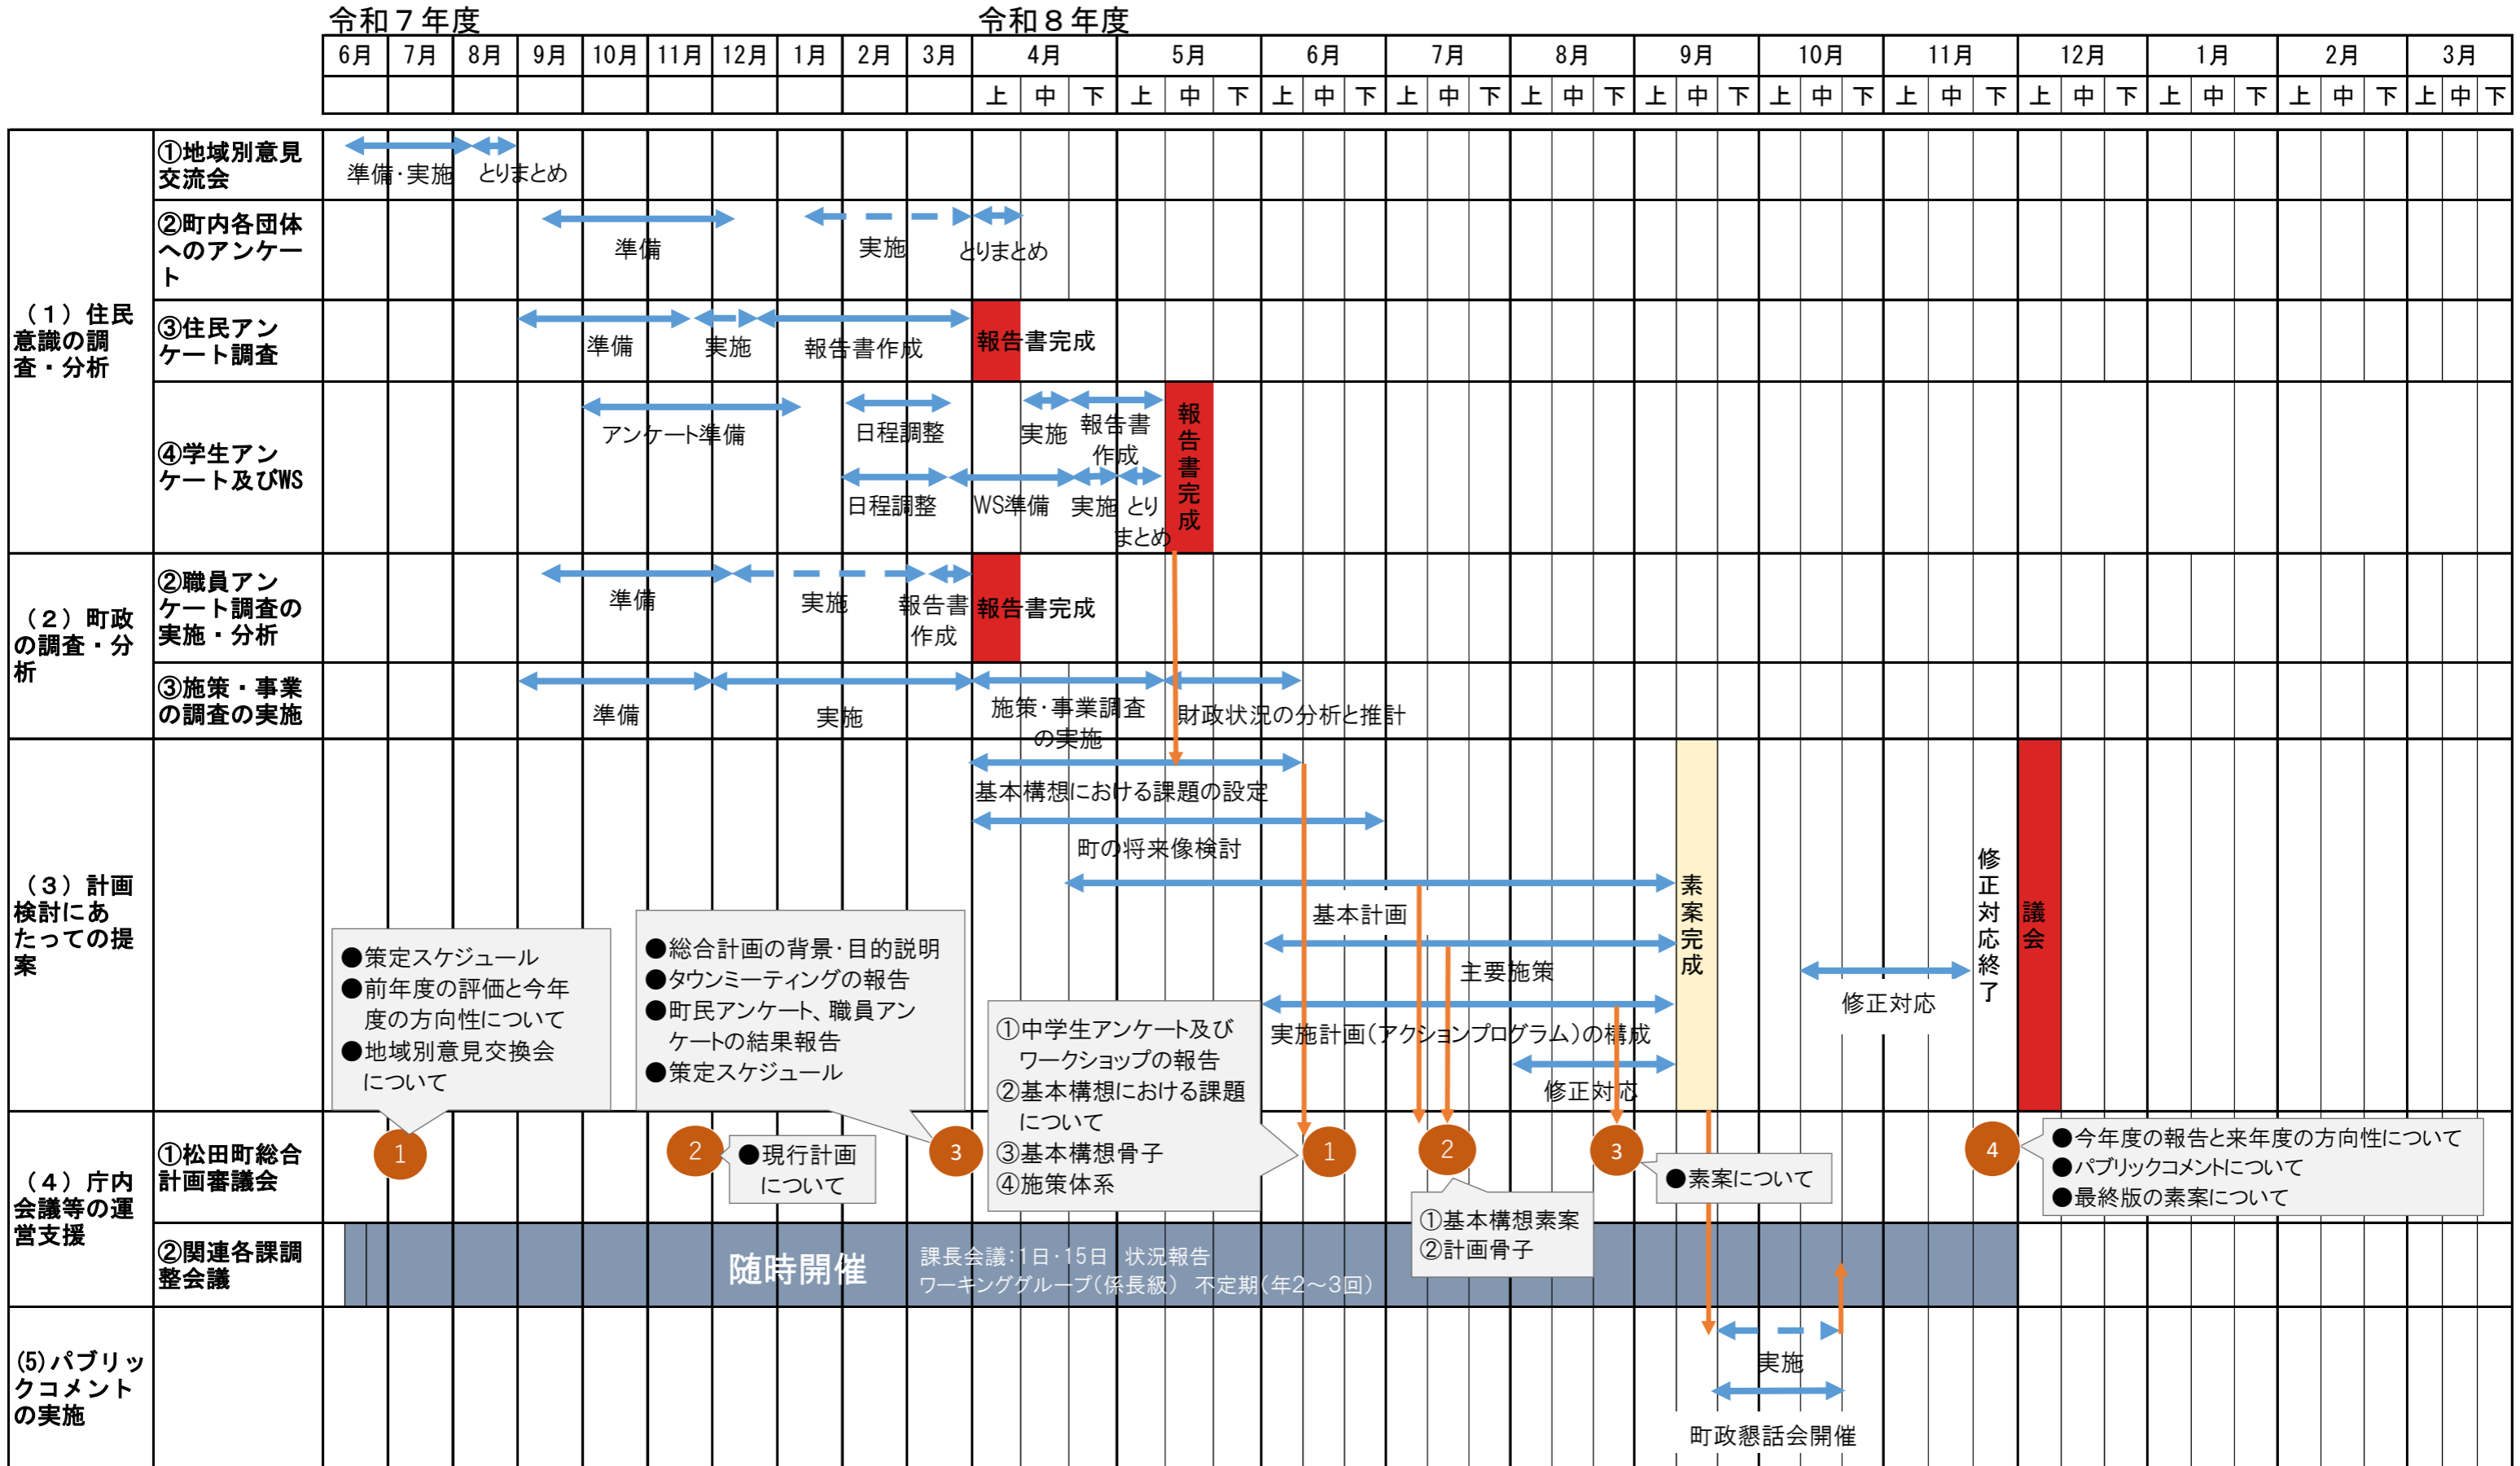 令和７年度
令和８年度
6月 7月 8月 9月 10月 11月 12月 1月 2月 3月 4月 5月 6月 7月 8月 9月 10月 11月 12月 1月 2月 3月
上 中 下 上 中 下 上 中 下 上 中 下 上 中 下 上 中 下 上 中 下 上 中 下 上 中 下 上 中 下 上 中 下 上 中 下
（１）住民
意識の調
査・分析
①地域別意見
交流会
準備・実施
とりまとめ
②町内各団体
へのアンケー
ト
準備
実施
とりまとめ
③住民アン
ケート調査
準備
実施
報告書作成
報告書完成
④学生アン
ケート及びWS
アンケート準備
日程調整
実施
報告書
作成
日程調整
WS準備
実施
とり
まとめ
報告書完成
（２）町政
の調査・分
析
②職員アン
ケート調査の
実施・分析
準備
実施
報告書
作成
報告書完成
③施策・事業
の調査の実施
準備
実施
施策・事業調査
の実施
財政状況の分析と推計
（３）計画
検討にあ
たっての提
案
基本構想における課題の設定
町の将来像検討
基本計画
主要施策
実施計画（アクションプログラム）の構成
修正対応
素案完成
修正対応
修正対応終了
議会
●策定スケジュール
●前年度の評価と今年
度の方向性について
●地域別意見交換会
について
●総合計画の背景・目的説明
●タウンミーティングの報告
●町民アンケート、職員アン
ケートの結果報告
●策定スケジュール
①中学生アンケート及び
ワークショップの報告
②基本構想における課題
について
③基本構想骨子
④施策体系
（４）庁内
会議等の運
営支援
①松田町総合
計画審議会
1
2
●現行計画
について
3
1
2
①基本構想素案
②計画骨子
3
●素案について
4
●今年度の報告と来年度の方向性について
●パブリックコメントについて
●最終版の素案について
②関連各課調
整会議
随時開催
課長会議：1日・15日　状況報告
ワーキンググループ（係長級）　不定期（年２～３回）
(5)パブリッ
クコメント
の実施
実施
町政懇話会開催